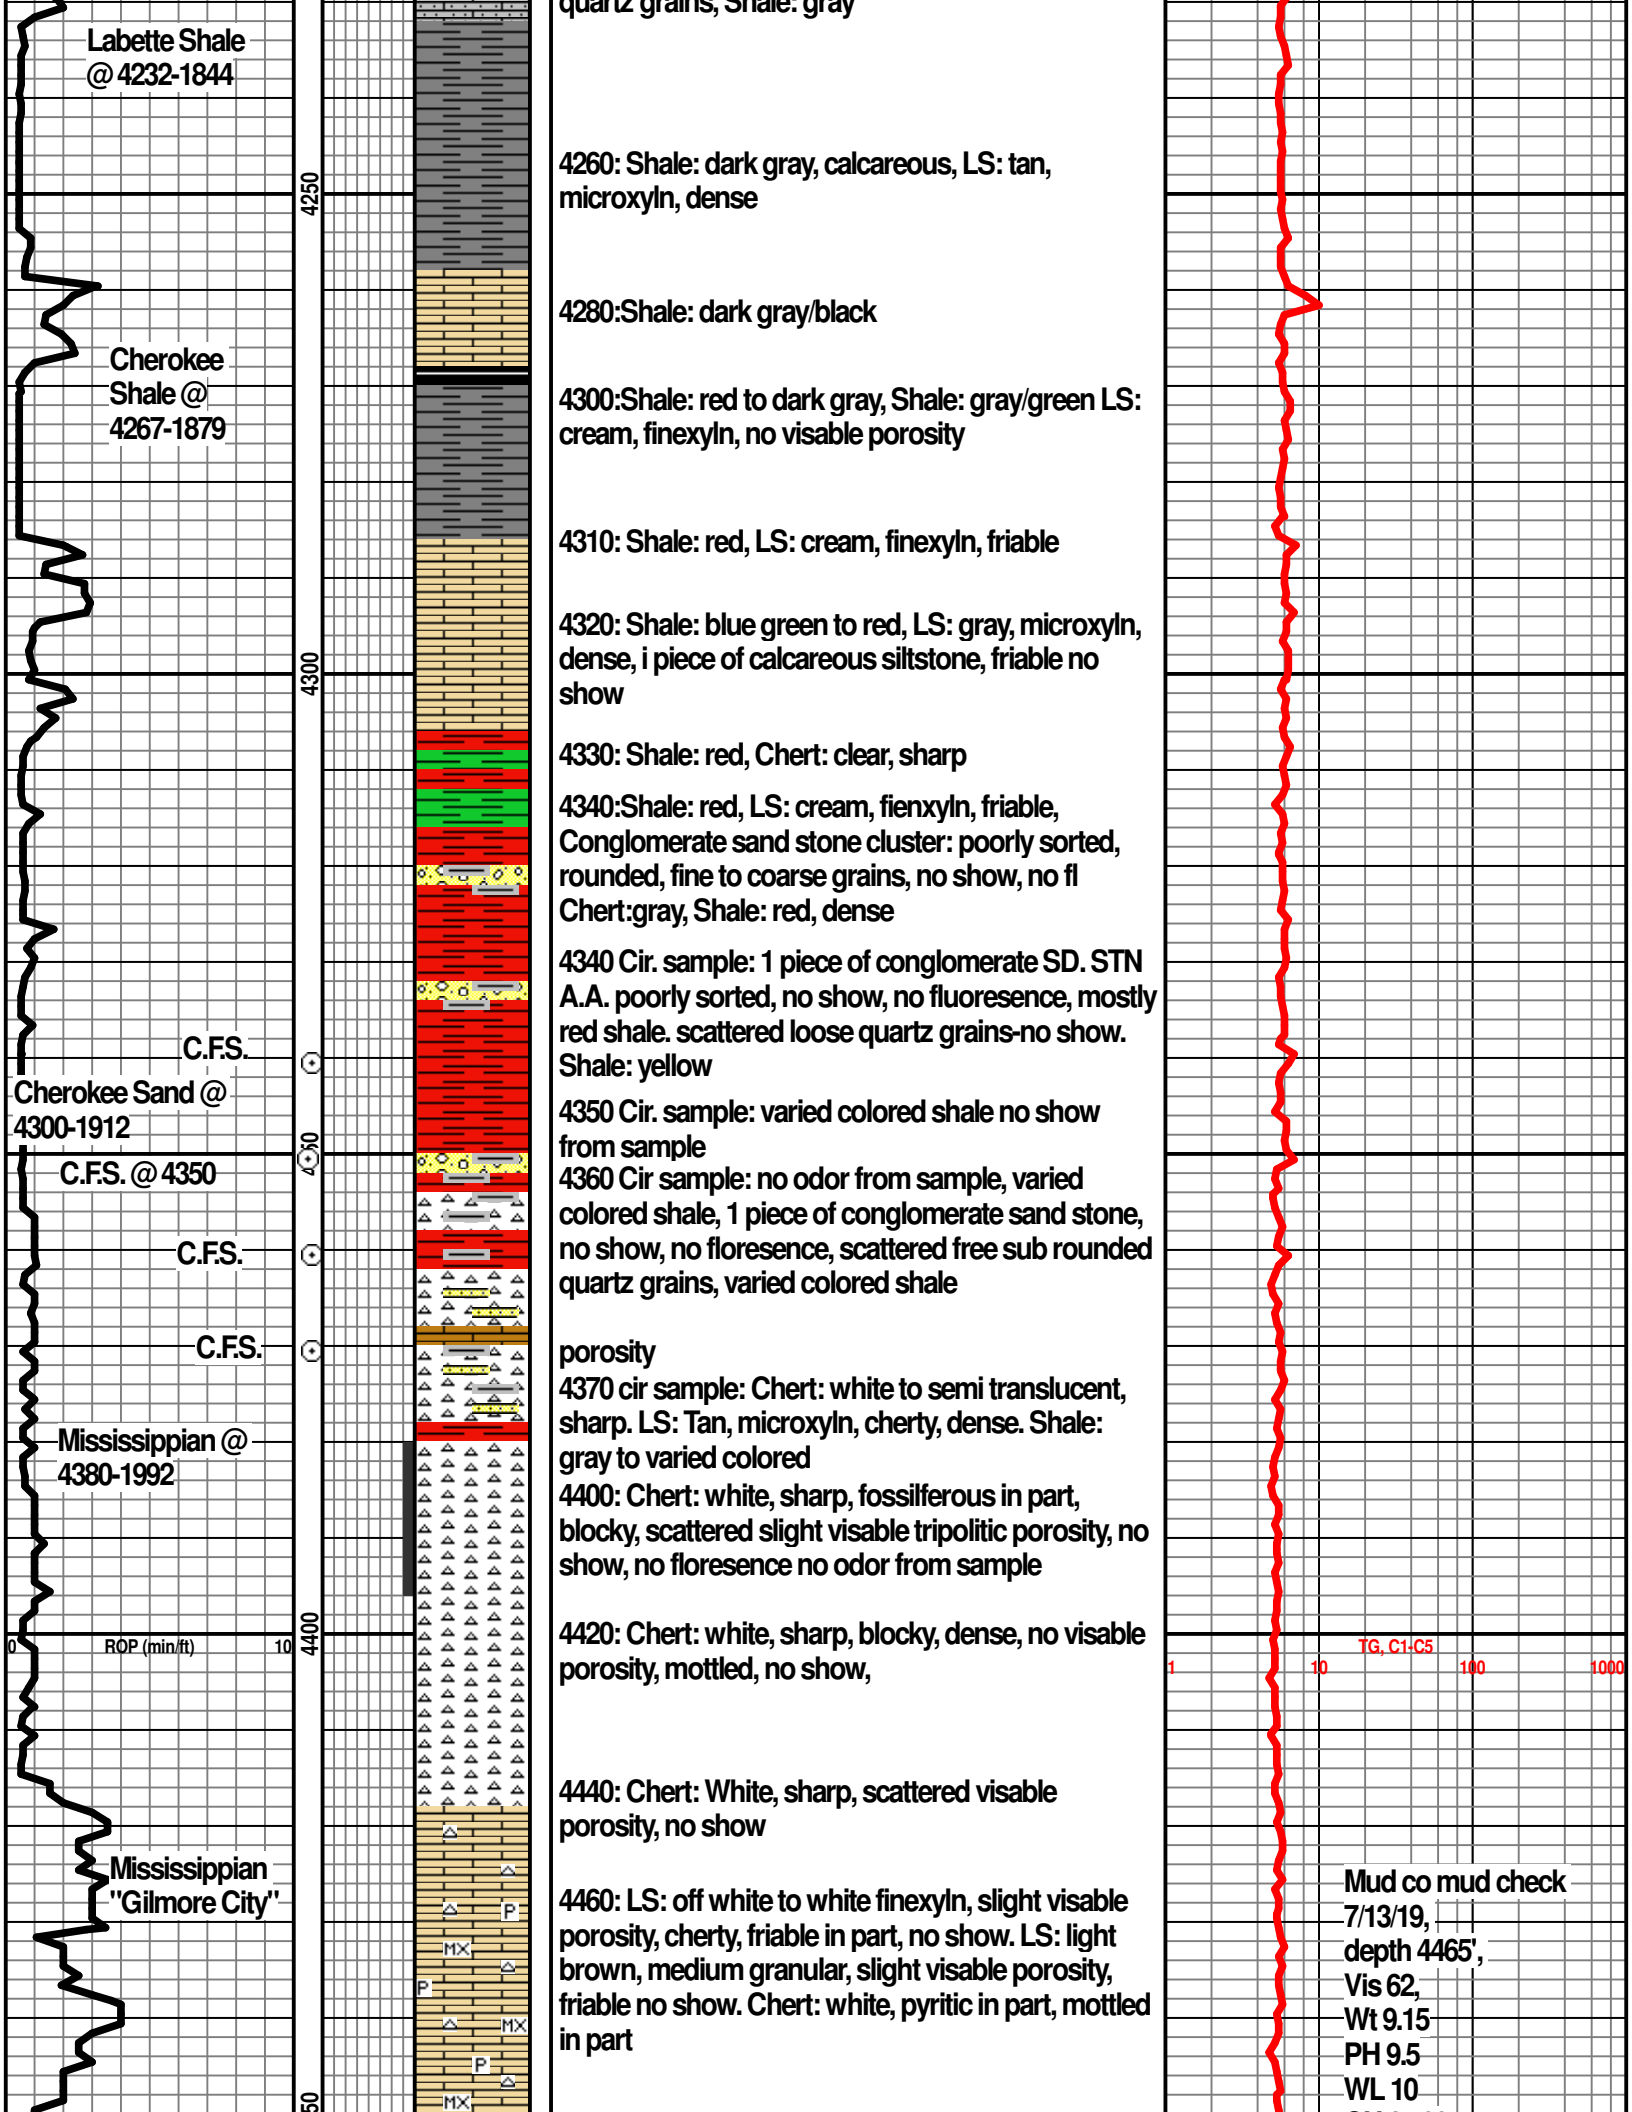 quartz grains, Shale: gray
Labette Shale
@ 4232-1844
4250
4260: Shale: dark gray, calcareous, LS: tan,
microxyln, dense
4280:Shale: dark gray/black
Cherokee
Shale @
4267-1879
4300:Shale: red to dark gray, Shale: gray/green LS:
cream, finexyln, no visable porosity
4310: Shale: red, LS: cream, finexyln, friable
4320: Shale: blue green to red, LS: gray, microxyln,
dense, i piece of calcareous siltstone, friable no
show
4300
4330: Shale: red, Chert: clear, sharp
4340:Shale: red, LS: cream, fienxyln, friable,
Conglomerate sand stone cluster: poorly sorted,
rounded, fine to coarse grains, no show, no fl
Chert:gray, Shale: red, dense
4340 Cir. sample: 1 piece of conglomerate SD. STN
A.A. poorly sorted, no show, no fluoresence, mostly
red shale. scattered loose quartz grains-no show.
Shale: yellow
C.F.S.
Cherokee Sand @
4300-1912
4350 Cir. sample: varied colored shale no show
from sample
C.F.S. @ 4350
4360 Cir sample: no odor from sample, varied
colored shale, 1 piece of conglomerate sand stone,
no show, no floresence, scattered free sub rounded
quartz grains, varied colored shale
C.F.S.
C.F.S.
porosity
4370 cir sample: Chert: white to semi translucent,
sharp. LS: Tan, microxyln, cherty, dense. Shale:
gray to varied colored
Mississippian @
4380-1992
4400: Chert: white, sharp, fossilferous in part,
blocky, scattered slight visable tripolitic porosity, no
show, no floresence no odor from sample
4400
0 ROP (min/ft) 10
4420: Chert: white, sharp, blocky, dense, no visable
porosity, mottled, no show,
TG, C1-C5
1 10 100 1000
4440: Chert: White, sharp, scattered visable
porosity, no show
Mississippian
"Gilmore City"
4460: LS: off white to white finexyln, slight visable
porosity, cherty, friable in part, no show. LS: light
brown, medium granular, slight visable porosity,
friable no show. Chert: white, pyritic in part, mottled
in part
P
MX
P
MX
P
MX
Mud co mud check
7/13/19,
depth 4465',
Vis 62,
Wt 9.15
PH 9.5
WL 10